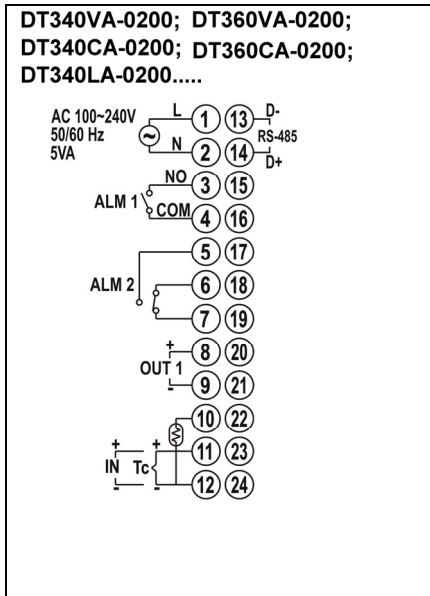 DT340VA-0200; DT360VA-0200;
DT340CA-0200; DT360CA-0200;
DT340LA-0200.....
AC 100~240V
50/60 Hz
5VA
L
N
~
1 13 D-
RS-485
2 14 D+
NO
ALM 1
COM
3 15
4 16
5 17
ALM 2
6 18
7 19
+
OUT 1
-
8 20
9 21
10 22
+ +
IN Tc
- -
11 23
12 24